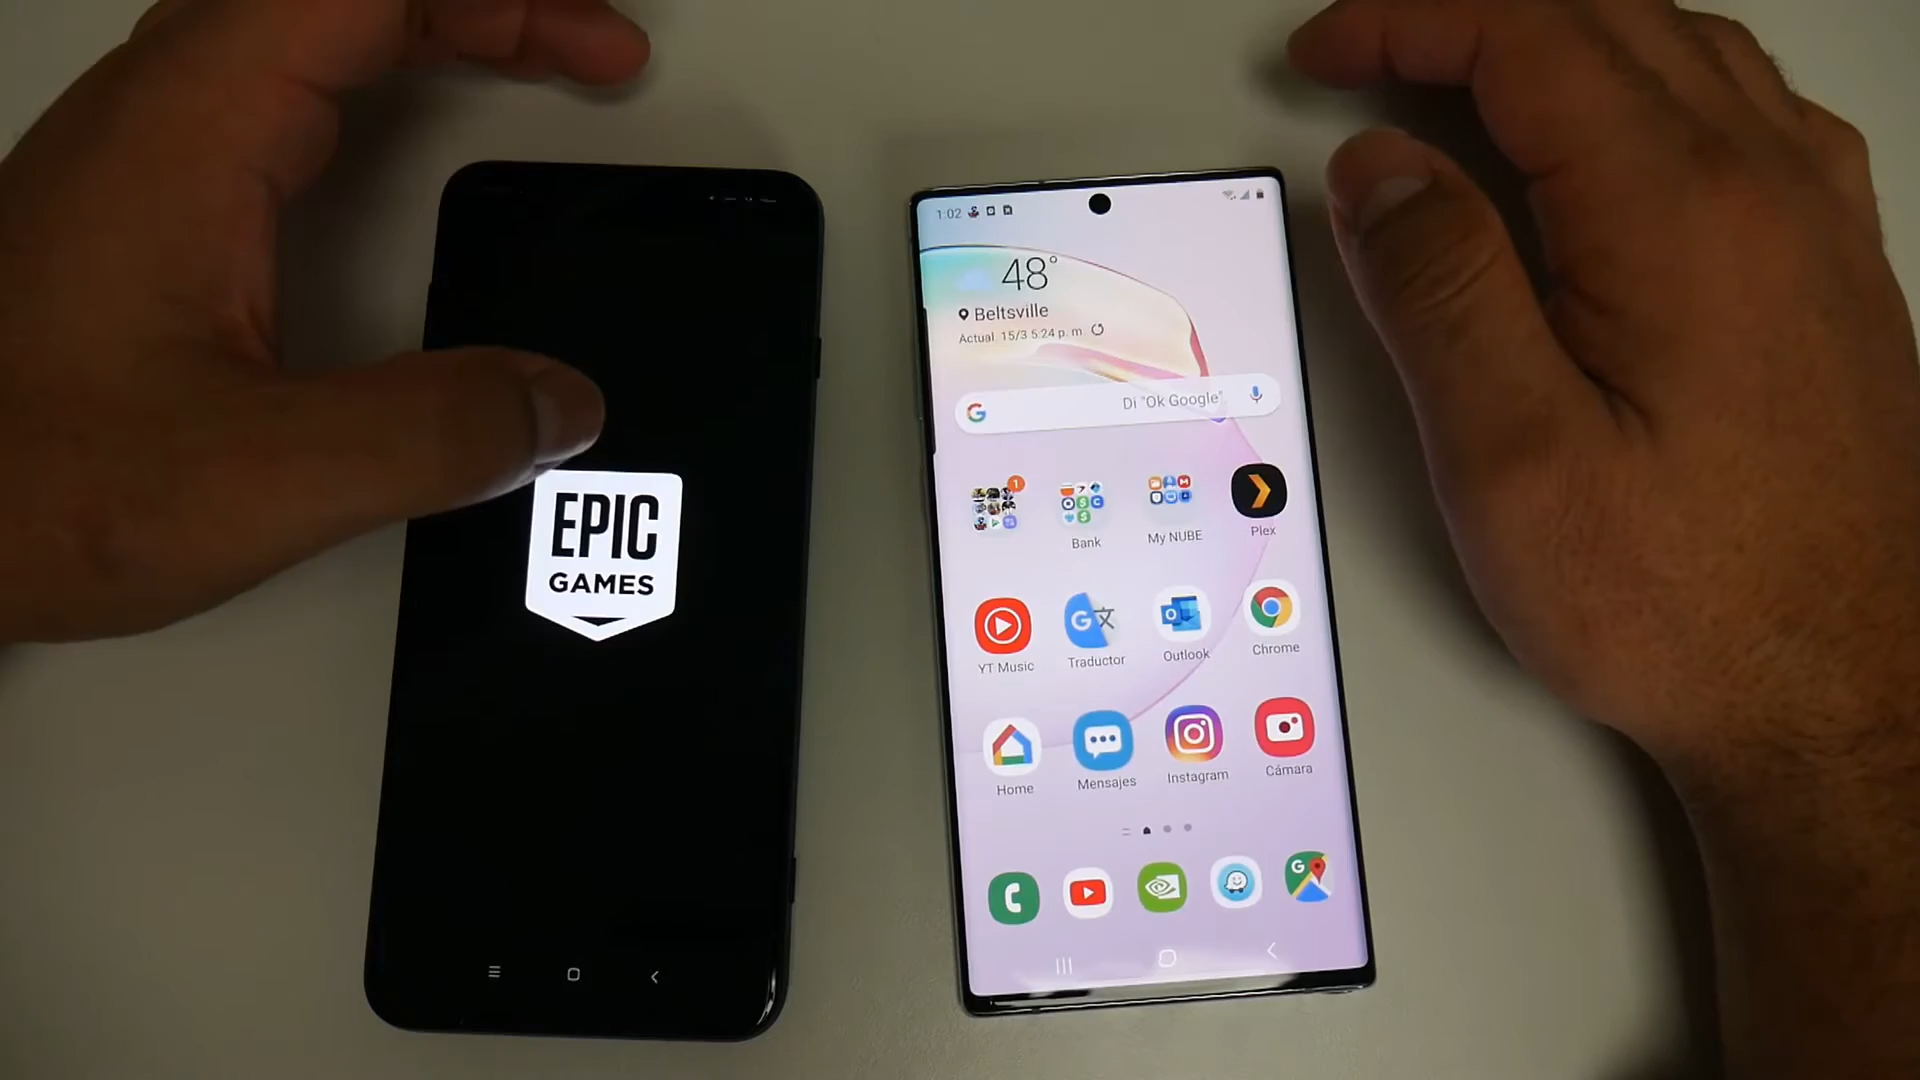 EPIC
GAMES
1:02
48°
Beltsville
Actual. 15/3 5:24 p. m.
Di "Ok Google"
1
Bank
My NUBE
Plex
YT Music
Traductor
Outlook
Chrome
Home
Mensajes
Instagram
Cámara